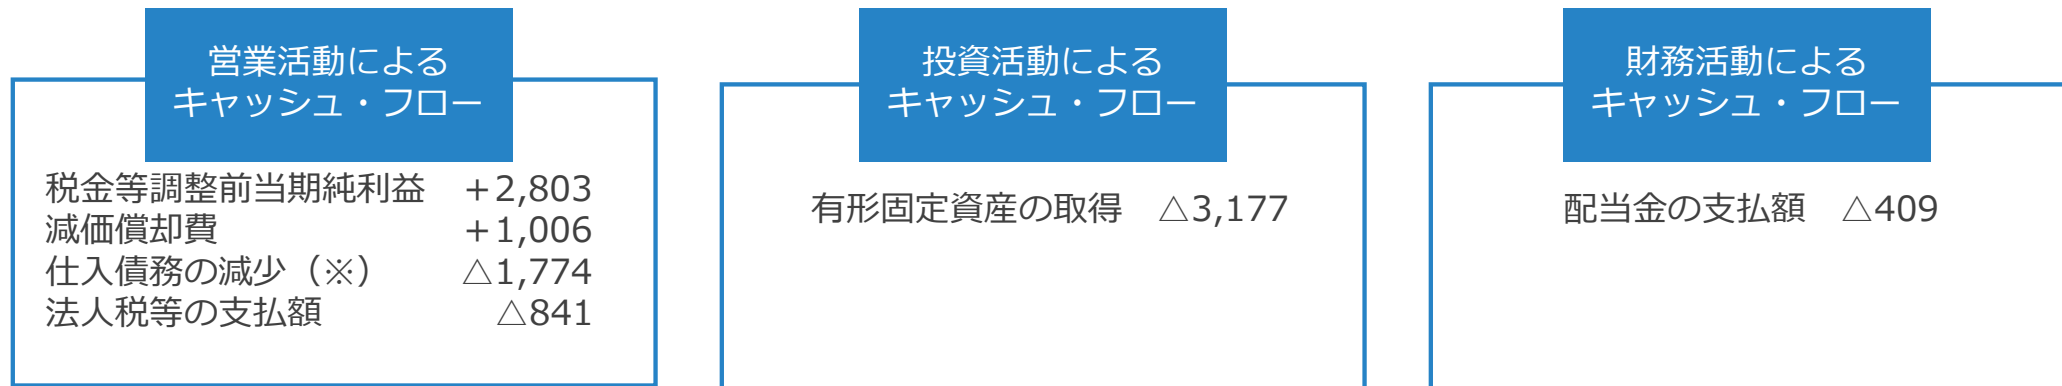 営業活動による
キャッシュ・フロー
税金等調整前当期純利益 +2,803
減価償却費 +1,006
仕入債務の減少（※） △1,774
法人税等の支払額 △841
投資活動による
キャッシュ・フロー
有形固定資産の取得 △3,177
財務活動による
キャッシュ・フロー
配当金の支払額 △409